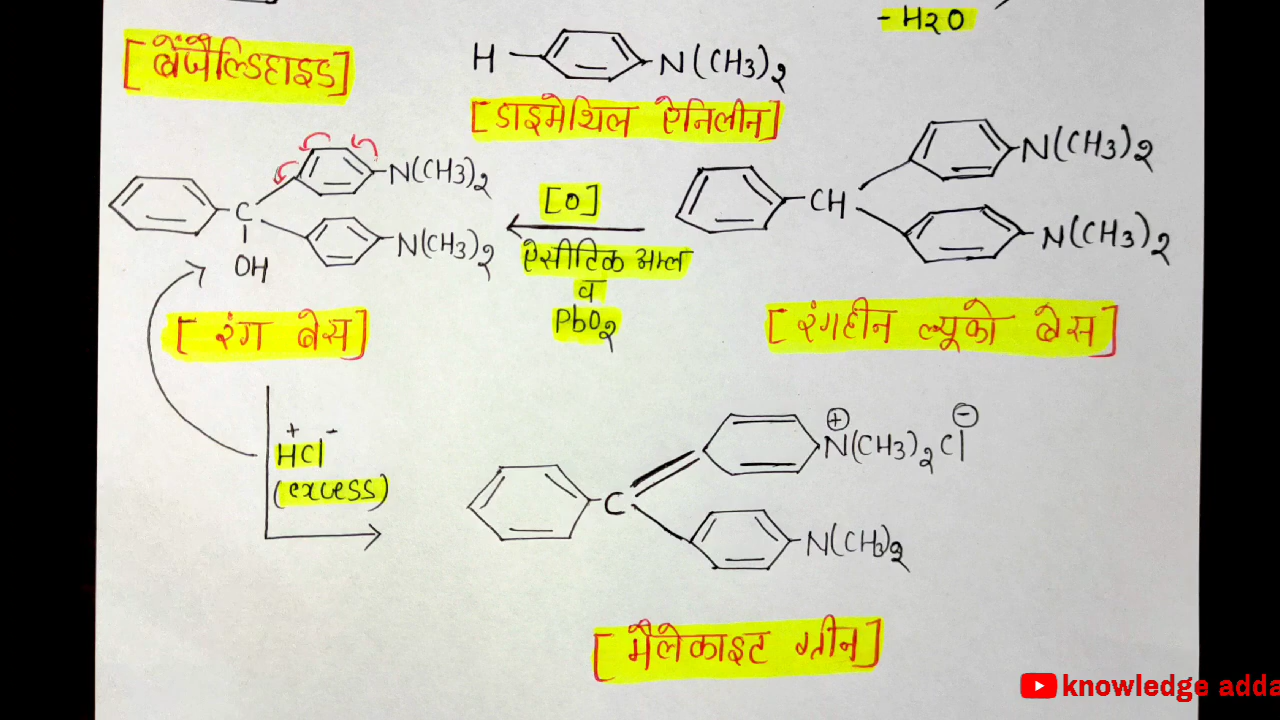 - H2O
[बेंजैल्डिहाइड]
H N(CH3)2
[डाइमेथिल ऐनिलीन]
N(CH3)2
C
N(CH3)2
OH
[रंग बेस]
[O]
ऐसीटिक अम्ल
व
PbO2
N(CH3)2
CH
N(CH3)2
[रंगहीन ल्यूको बेस]
+ -
HCl
(excess)
⊕ ⊖
N(CH3)2Cl
C
N(CH3)2
[मैलेकाइट ग्रीन]
knowledge adda